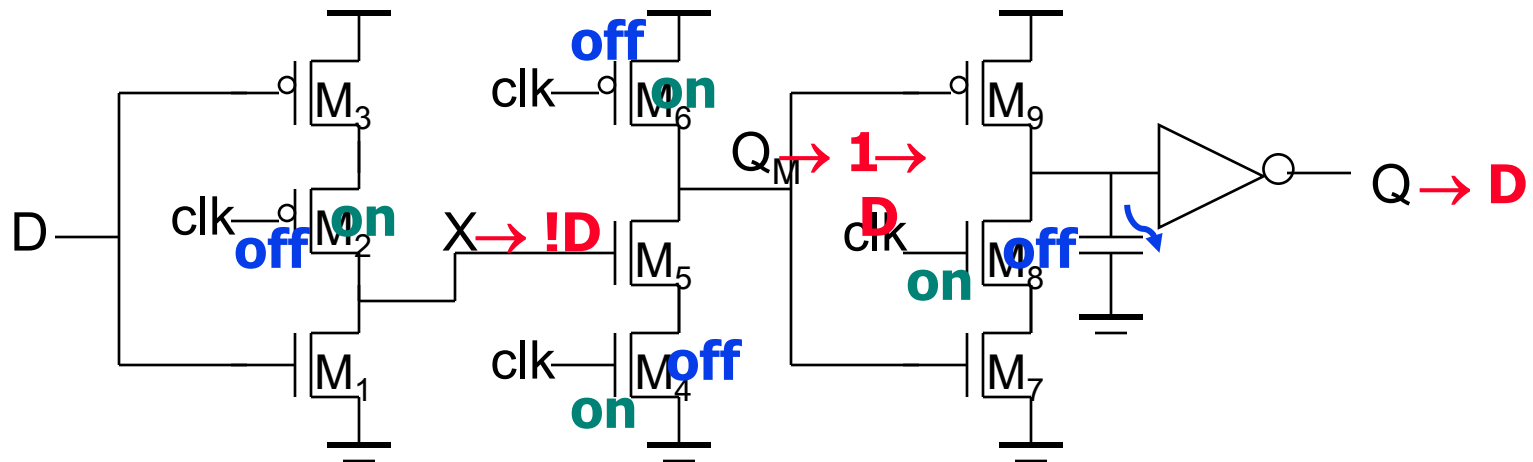 off
clk
M3
M6
on
M9
QM → 1→
D
D
clk
M2
on
off
X → !D
M5
clk
M8
off
on
Q → D
M1
clk
M4
off
on
M7